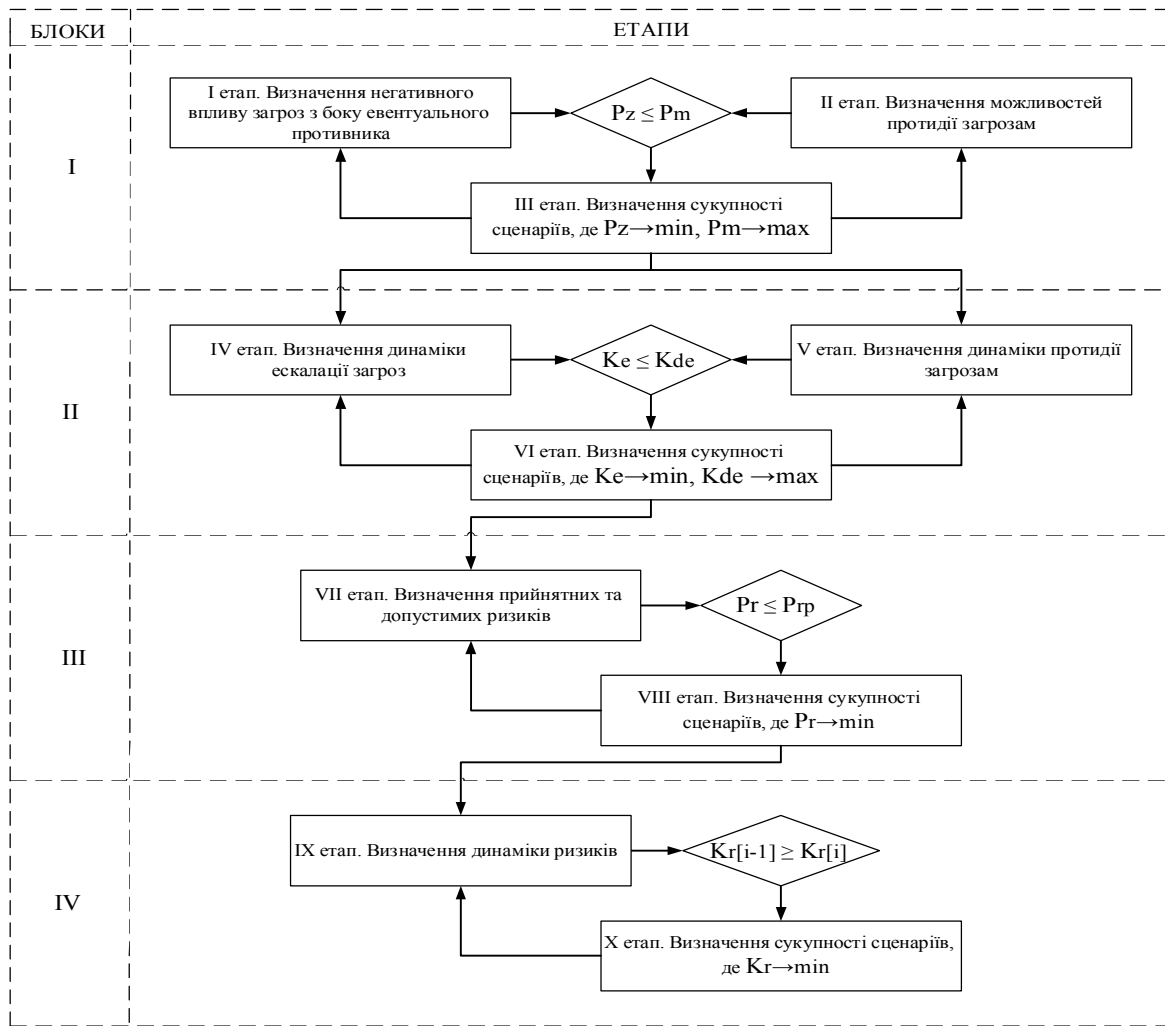 БЛОКИ
ЕТАПИ
I
I етап. Визначення негативного
впливу загроз з боку евентуального
противника
Pz ≤ Pm
II етап. Визначення можливостей
протидії загрозам
III етап. Визначення сукупності
сценаріїв, де Pz→min, Pm→max
II
IV етап. Визначення динаміки
ескалації загроз
Ke ≤ Kde
V етап. Визначення динаміки протидії
загрозам
VI етап. Визначення сукупності
сценаріїв, де Ke→min, Kde →max
III
VII етап. Визначення прийнятних та
допустимих ризиків
Pr ≤ Prp
VIII етап. Визначення сукупності
сценаріїв, де Pr→min
IV
IX етап. Визначення динаміки ризиків
Kr[i-1] ≥ Kr[i]
X етап. Визначення сукупності сценаріїв,
де Kr→min